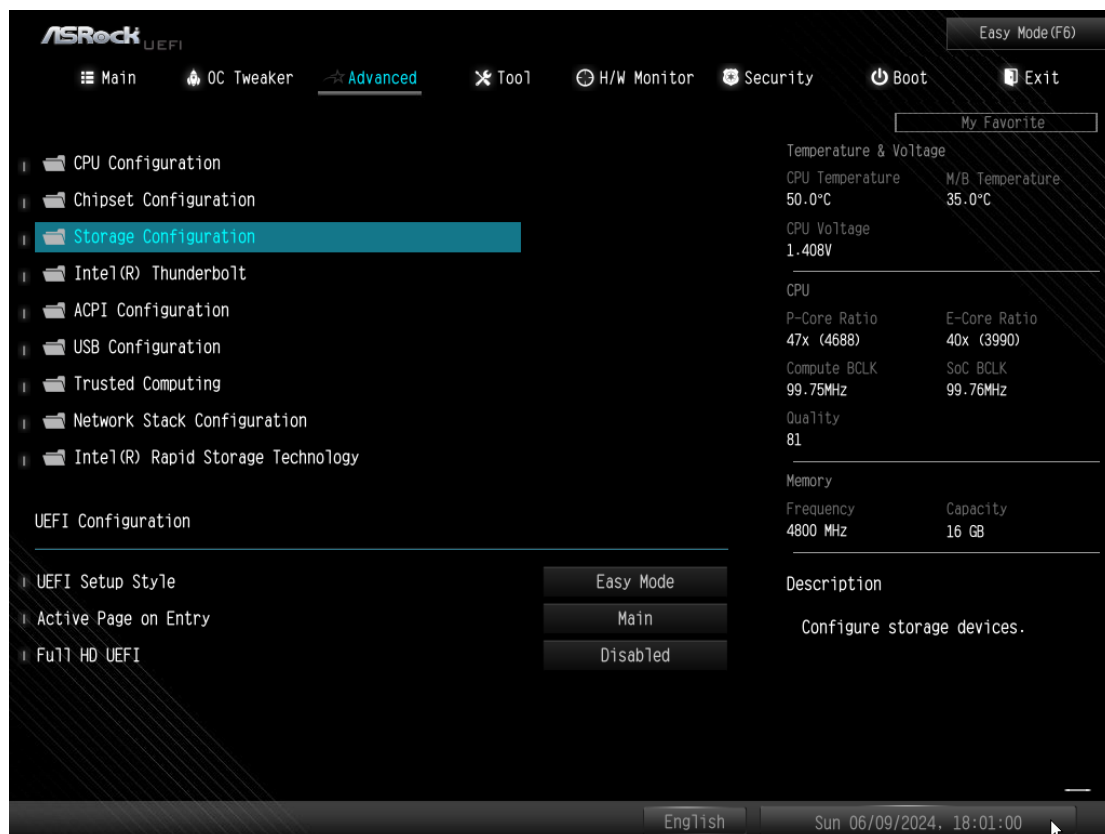 ASRock UEFI
Easy Mode(F6)
Main OC Tweaker Advanced Tool H/W Monitor Security Boot Exit
My Favorite
CPU Configuration
Chipset Configuration
Storage Configuration
Intel(R) Thunderbolt
ACPI Configuration
USB Configuration
Trusted Computing
Network Stack Configuration
Intel(R) Rapid Storage Technology
UEFI Configuration
UEFI Setup Style Easy Mode
Active Page on Entry Main
Full HD UEFI Disabled
Temperature & Voltage
CPU Temperature M/B Temperature
50.0°C 35.0°C
CPU Voltage
1.408V
CPU
P-Core Ratio E-Core Ratio
47x (4688) 40x (3990)
Compute BCLK SoC BCLK
99.75MHz 99.76MHz
Quality
81
Memory
Frequency Capacity
4800 MHz 16 GB
Description
Configure storage devices.
English Sun 06/09/2024, 18:01:00